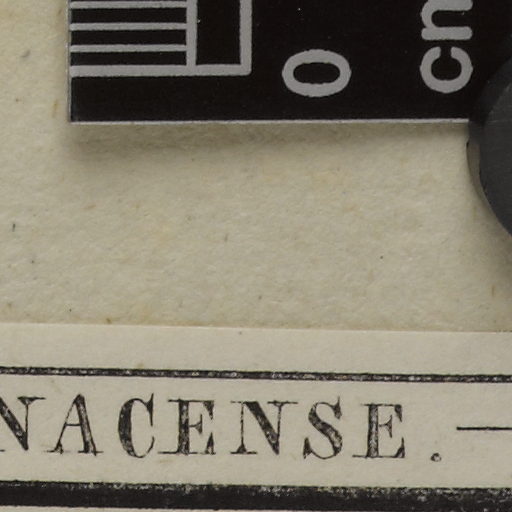 0
cm
NACENSE. —